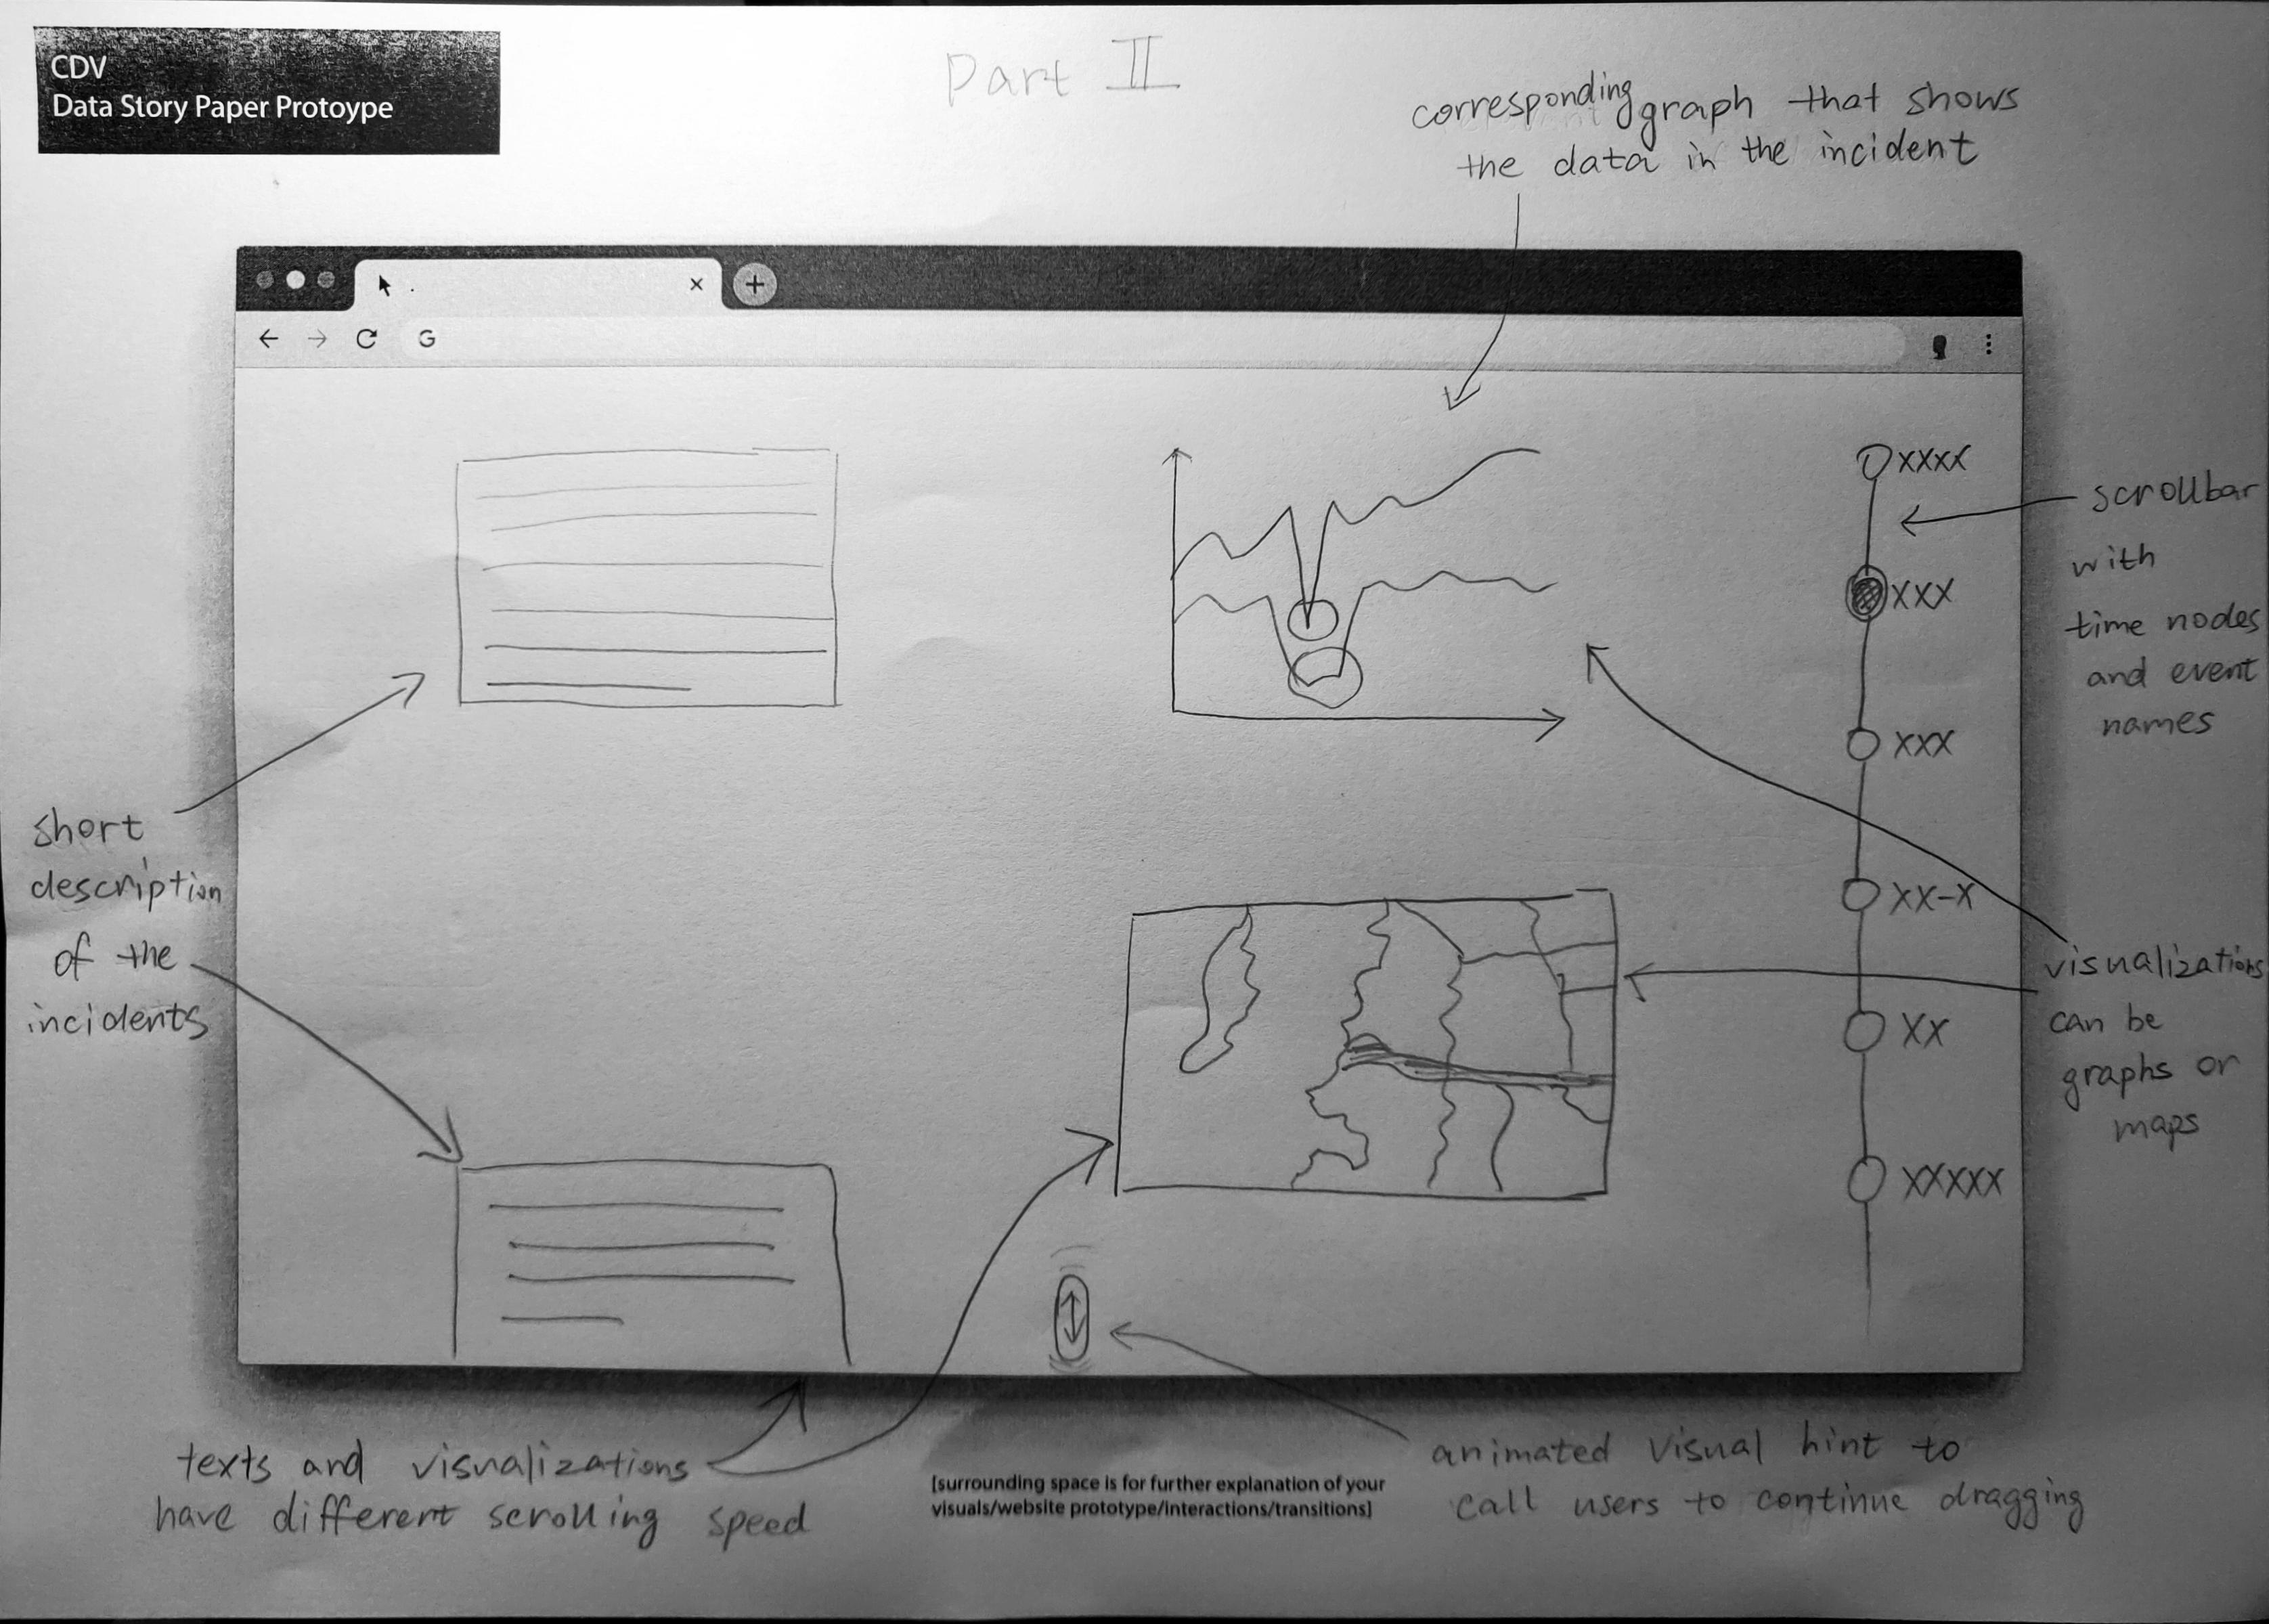 CDV
Data Story Paper Protoype
Part II
corresponding graph that shows
the data in the incident
G
XXXX
XXX
XXX
XX-X
XX
XXXXX
scrollbar
with
time nodes
and event
names
short
description
of the
incidents
visualizations
can be
graphs or
maps
texts and visualizations
have different scrolling speed
[surrounding space is for further explanation of your
visuals/website prototype/interactions/transitions]
animated visual hint to
call users to continue dragging